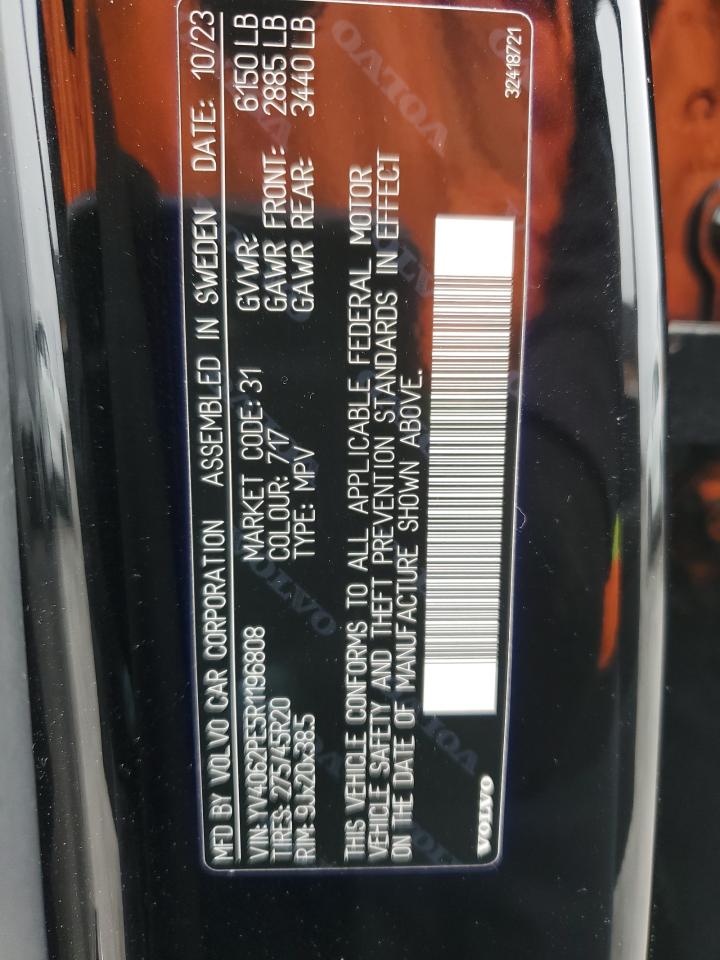 MFD BY VOLVO CAR CORPORATION ASSEMBLED IN SWEDEN DATE: 10/23
VIN: YV4062PE5R1196808 MARKET CODE: 31 GVWR: 6150 LB
TIRES: 275/45R20 COLOUR: 717 GAWR FRONT: 2885 LB
RIM: 9Jx20x38.5 TYPE: MPV GAWR REAR: 3440 LB
THIS VEHICLE CONFORMS TO ALL APPLICABLE FEDERAL MOTOR
VEHICLE SAFETY AND THEFT PREVENTION STANDARDS IN EFFECT
ON THE DATE OF MANUFACTURE SHOWN ABOVE.
VOLVO 32418721